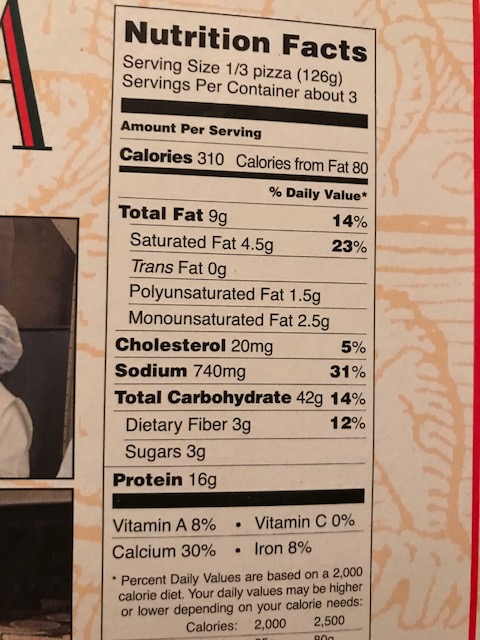 A
Nutrition Facts
Serving Size 1/3 pizza (126g)
Servings Per Container about 3
Amount Per Serving
Calories 310 Calories from Fat 80
% Daily Value*
Total Fat 9g 14%
Saturated Fat 4.5g 23%
Trans Fat 0g
Polyunsaturated Fat 1.5g
Monounsaturated Fat 2.5g
Cholesterol 20mg 5%
Sodium 740mg 31%
Total Carbohydrate 42g 14%
Dietary Fiber 3g 12%
Sugars 3g
Protein 16g
Vitamin A 8% • Vitamin C 0%
Calcium 30% • Iron 8%
* Percent Daily Values are based on a 2,000
calorie diet. Your daily values may be higher
or lower depending on your calorie needs:
Calories: 2,000 2,500